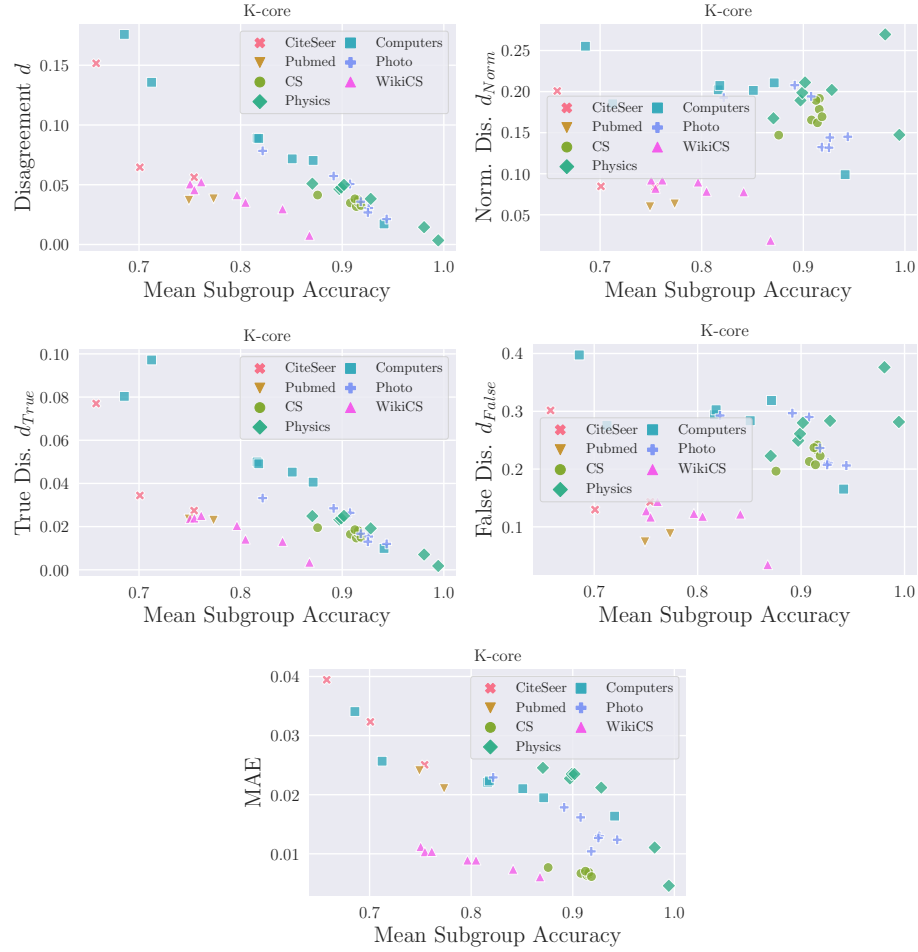 K-core
0.15
0.10
0.05
0.00
Disagreement d
CiteSeer
Pubmed
CS
Physics
Computers
Photo
WikiCS
0.7 0.8 0.9 1.0
Mean Subgroup Accuracy
K-core
0.25
0.20
0.15
0.10
0.05
Norm. Dis. d_Norm
CiteSeer
Pubmed
CS
Physics
Computers
Photo
WikiCS
0.7 0.8 0.9 1.0
Mean Subgroup Accuracy
K-core
0.10
0.08
0.06
0.04
0.02
0.00
True Dis. d_True
CiteSeer
Pubmed
CS
Physics
Computers
Photo
WikiCS
0.7 0.8 0.9 1.0
Mean Subgroup Accuracy
K-core
0.4
0.3
0.2
0.1
False Dis. d_False
CiteSeer
Pubmed
CS
Physics
Computers
Photo
WikiCS
0.7 0.8 0.9 1.0
Mean Subgroup Accuracy
K-core
0.04
0.03
0.02
0.01
MAE
CiteSeer
Pubmed
CS
Physics
Computers
Photo
WikiCS
0.7 0.8 0.9 1.0
Mean Subgroup Accuracy